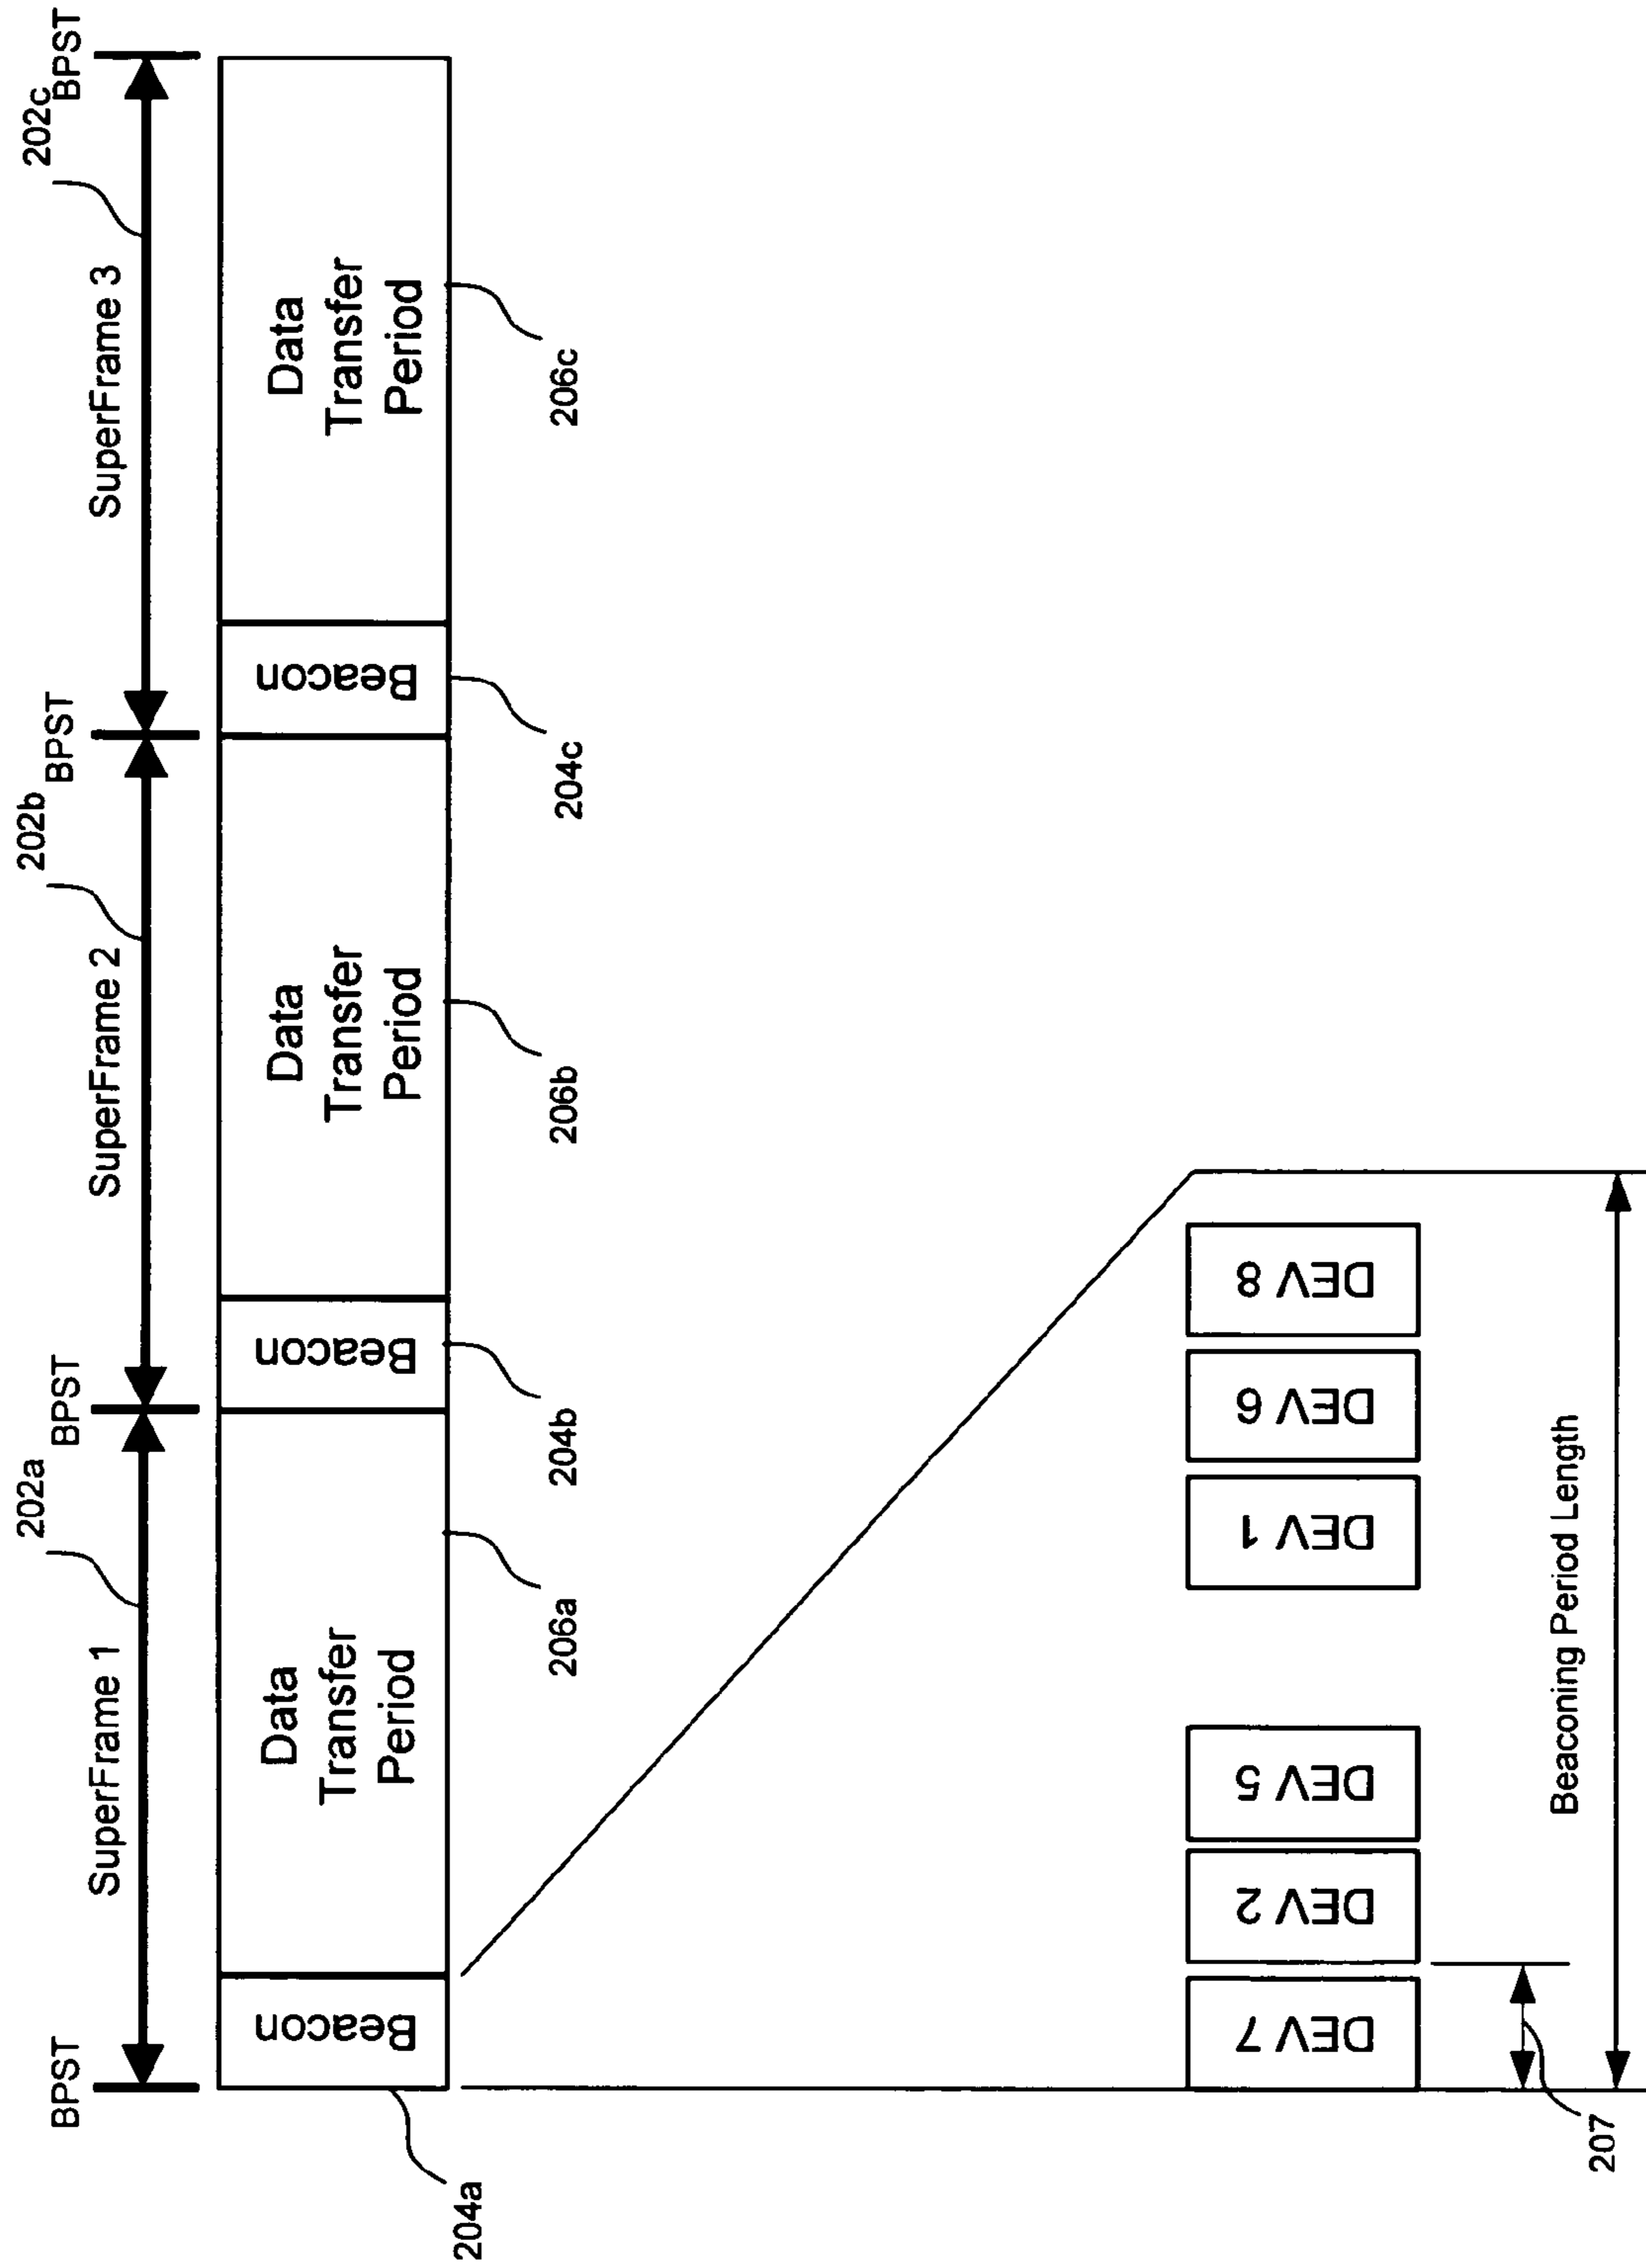 202a
202b
202c
BPST
SuperFrame 1
BPST
SuperFrame 2
BPST
SuperFrame 3
BPST
Beacon
Data
Transfer
Period
Beacon
Data
Transfer
Period
Beacon
Data
Transfer
Period
204a
206a
204b
206b
204c
206c
DEV 7
DEV 2
DEV 5
DEV 1
DEV 6
DEV 8
207
Beaconing Period Length